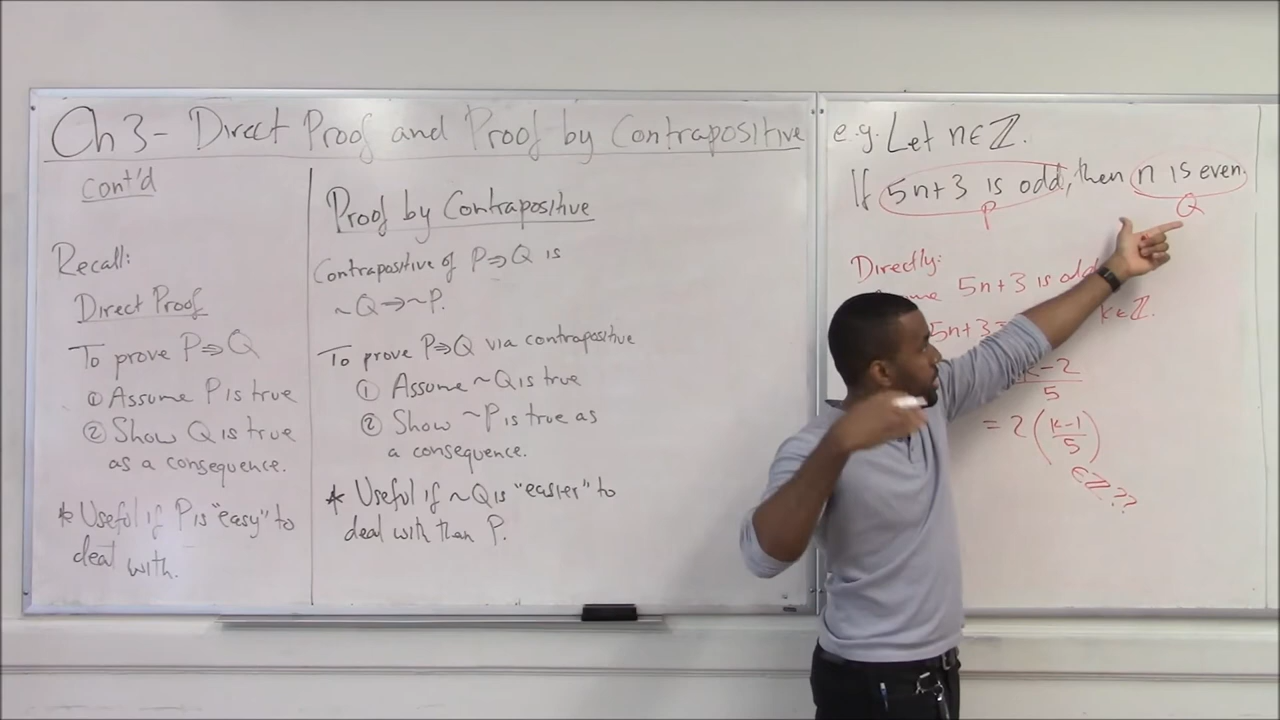 Ch 3 - Direct Proof and Proof by Contrapositive
cont'd
Recall:
Direct Proof
To prove P⇒Q
① Assume P is true
② Show Q is true
as a consequence.
* Useful if P is "easy" to
deal with.
Proof by Contrapositive
Contrapositive of P⇒Q is
~Q⇒~P.
To prove P⇒Q via contrapositive
① Assume ~Q is true
② Show ~P is true as
a consequence.
* Useful if ~Q is "easier" to
deal with than P.
e.g. Let n∈ℤ.
If 5n+3 is odd, then n is even.
P
Q
Directly:
5n+3 is odd
5n+3= k∈ℤ.
k-2
5
= 2(k-1/5)
∈ℤ??